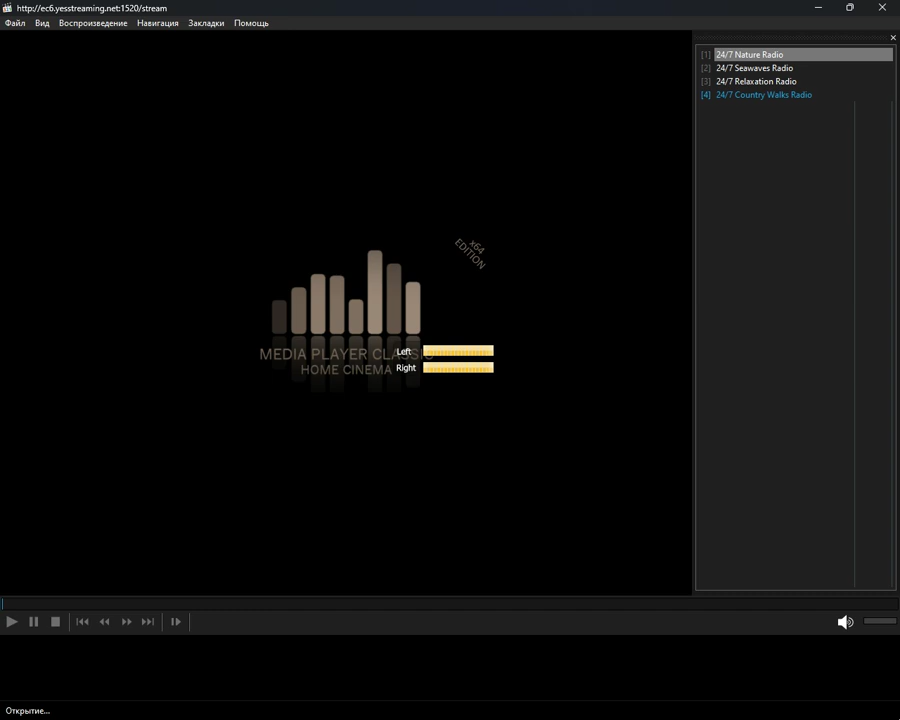 http://ec6.yesstreaming.net:1520/stream
Файл Вид Воспроизведение Навигация Закладки Помощь
[1] 24/7 Nature Radio
[2] 24/7 Seawaves Radio
[3] 24/7 Relaxation Radio
[4] 24/7 Country Walks Radio
x64
EDITION
MEDIA PLAYER CLASSIC
HOME CINEMA
Left
Right
Открытие...